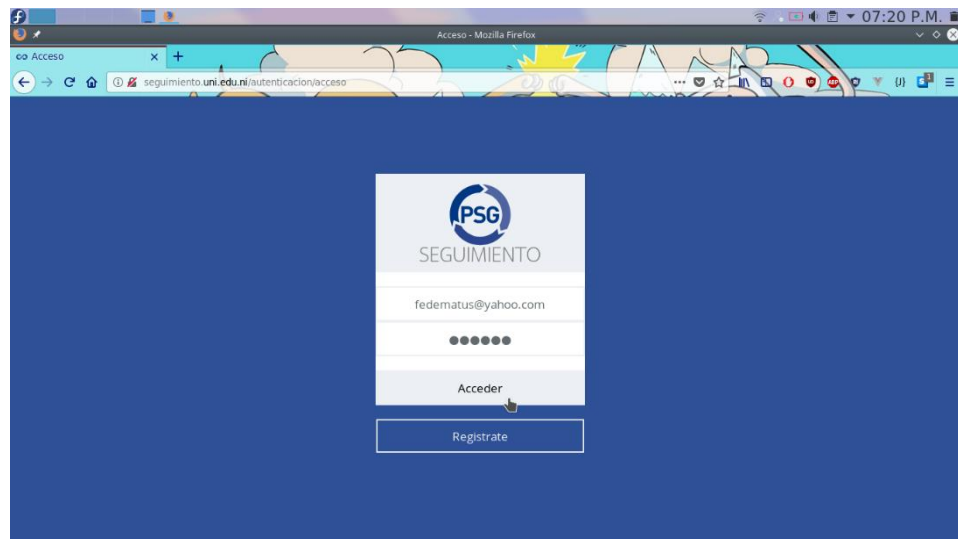 07:20 P.M.
Acceso - Mozilla Firefox
Acceso
seguimiento.uni.edu.ni/autenticacion/acceso
PSG
SEGUIMIENTO
fedematus@yahoo.com
Acceder
Registrate